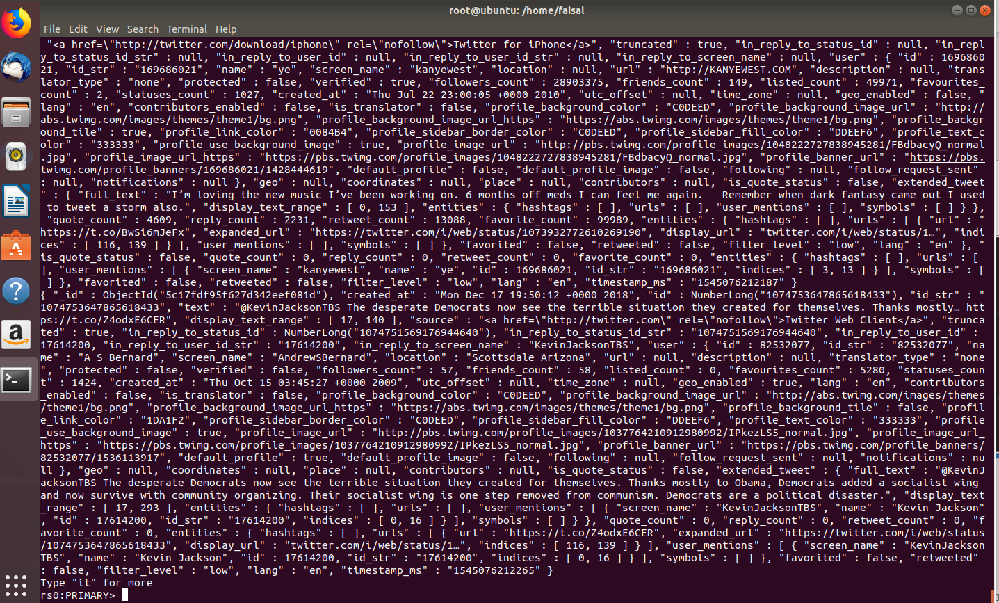 root@ubuntu: /home/faisal
File Edit View Search Terminal Help
"<a href=\"http://twitter.com/download/iphone\" rel=\"nofollow\">Twitter for iPhone</a>", "truncated" : true, "in_reply_to_status_id" : null, "in_repl
y_to_status_id_str" : null, "in_reply_to_user_id" : null, "in_reply_to_user_id_str" : null, "in_reply_to_screen_name" : null, "user" : { "id" : 1696860
21, "id_str" : "169686021", "name" : "ye", "screen_name" : "kanyewest", "location" : null, "url" : "http://KANYEWEST.COM", "description" : null, "trans
lator_type" : "none", "protected" : false, "verified" : true, "followers_count" : 28903375, "friends_count" : 149, "listed_count" : 49971, "favourites_
count" : 2, "statuses_count" : 1027, "created_at" : "Thu Jul 22 23:00:05 +0000 2010", "utc_offset" : null, "time_zone" : null, "geo_enabled" : false, "
lang" : "en", "contributors_enabled" : false, "is_translator" : false, "profile_background_color" : "C0DEED", "profile_background_image_url" : "http://
abs.twimg.com/images/themes/theme1/bg.png", "profile_background_image_url_https" : "https://abs.twimg.com/images/themes/theme1/bg.png", "profile_backgr
ound_tile" : true, "profile_link_color" : "0084B4", "profile_sidebar_border_color" : "C0DEED", "profile_sidebar_fill_color" : "DDEEF6", "profile_text_c
olor" : "333333", "profile_use_background_image" : true, "profile_image_url" : "http://pbs.twimg.com/profile_images/1048222727838945281/FBdbacyQ_normal
.jpg", "profile_image_url_https" : "https://pbs.twimg.com/profile_images/1048222727838945281/FBdbacyQ_normal.jpg", "profile_banner_url" : "https://pbs.
twimg.com/profile_banners/169686021/1428444619", "default_profile" : false, "default_profile_image" : false, "following" : null, "follow_request_sent"
: null, "notifications" : null }, "geo" : null, "coordinates" : null, "place" : null, "contributors" : null, "is_quote_status" : false, "extended_tweet
" : { "full_text" : "I’m loving the new music I’ve been working on. 6 months off meds I can feel me again.   Remember when dark fantasy came out I used
to tweet a storm also.", "display_text_range" : [ 0, 153 ], "entities" : { "hashtags" : [ ], "urls" : [ ], "user_mentions" : [ ], "symbols" : [ ] } },
"quote_count" : 4609, "reply_count" : 2231, "retweet_count" : 13088, "favorite_count" : 99989, "entities" : { "hashtags" : [ ], "urls" : [ { "url" : "
https://t.co/BwSi6mJeFx", "expanded_url" : "https://twitter.com/i/web/status/1073932772610269190", "display_url" : "twitter.com/i/web/status/1…", "indi
ces" : [ 116, 139 ] } ], "user_mentions" : [ ], "symbols" : [ ] }, "favorited" : false, "retweeted" : false, "filter_level" : "low", "lang" : "en" }, "
is_quote_status" : false, "quote_count" : 0, "reply_count" : 0, "retweet_count" : 0, "favorite_count" : 0, "entities" : { "hashtags" : [ ], "urls" : [
], "user_mentions" : [ { "screen_name" : "kanyewest", "name" : "ye", "id" : 169686021, "id_str" : "169686021", "indices" : [ 3, 13 ] } ], "symbols" : [
] }, "favorited" : false, "retweeted" : false, "filter_level" : "low", "lang" : "en", "timestamp_ms" : "1545076212187" }
{ "_id" : ObjectId("5c17fdf95f627d342eef081d"), "created_at" : "Mon Dec 17 19:50:12 +0000 2018", "id" : NumberLong("1074753647865618433"), "id_str" : "
1074753647865618433", "text" : "@KevinJacksonTBS The desperate Democrats now see the terrible situation they created for themselves. Thanks mostly… htt
ps://t.co/Z4odxE6CER", "display_text_range" : [ 17, 140 ], "source" : "<a href=\"http://twitter.com\" rel=\"nofollow\">Twitter Web Client</a>", "trunca
ted" : true, "in_reply_to_status_id" : NumberLong("1074751569176944640"), "in_reply_to_status_id_str" : "1074751569176944640", "in_reply_to_user_id" :
17614200, "in_reply_to_user_id_str" : "17614200", "in_reply_to_screen_name" : "KevinJacksonTBS", "user" : { "id" : 82532077, "id_str" : "82532077", "na
me" : "A S Bernard", "screen_name" : "AndrewSBernard", "location" : "Scottsdale Arizona", "url" : null, "description" : null, "translator_type" : "none
", "protected" : false, "verified" : false, "followers_count" : 57, "friends_count" : 58, "listed_count" : 0, "favourites_count" : 5280, "statuses_coun
t" : 1424, "created_at" : "Thu Oct 15 03:45:27 +0000 2009", "utc_offset" : null, "time_zone" : null, "geo_enabled" : true, "lang" : "en", "contributors
_enabled" : false, "is_translator" : false, "profile_background_color" : "C0DEED", "profile_background_image_url" : "http://abs.twimg.com/images/themes
/theme1/bg.png", "profile_background_image_url_https" : "https://abs.twimg.com/images/themes/theme1/bg.png", "profile_background_tile" : false, "profil
e_link_color" : "1DA1F2", "profile_sidebar_border_color" : "C0DEED", "profile_sidebar_fill_color" : "DDEEF6", "profile_text_color" : "333333", "profile
_use_background_image" : true, "profile_image_url" : "http://pbs.twimg.com/profile_images/1037764210912980992/IPkezLS5_normal.jpg", "profile_image_url_
https" : "https://pbs.twimg.com/profile_images/1037764210912980992/IPkezLS5_normal.jpg", "profile_banner_url" : "https://pbs.twimg.com/profile_banners/
82532077/1536113917", "default_profile" : true, "default_profile_image" : false, "following" : null, "follow_request_sent" : null, "notifications" : nu
ll }, "geo" : null, "coordinates" : null, "place" : null, "contributors" : null, "is_quote_status" : false, "extended_tweet" : { "full_text" : "@KevinJ
acksonTBS The desperate Democrats now see the terrible situation they created for themselves. Thanks mostly to Obama, Democrats added a socialist wing
and now survive with community organizing. Their socialist wing is one step removed from communism. Democrats are a political disaster.", "display_text
_range" : [ 17, 293 ], "entities" : { "hashtags" : [ ], "urls" : [ ], "user_mentions" : [ { "screen_name" : "KevinJacksonTBS", "name" : "Kevin Jackson"
, "id" : 17614200, "id_str" : "17614200", "indices" : [ 0, 16 ] } ], "symbols" : [ ] } }, "quote_count" : 0, "reply_count" : 0, "retweet_count" : 0, "f
avorite_count" : 0, "entities" : { "hashtags" : [ ], "urls" : [ { "url" : "https://t.co/Z4odxE6CER", "expanded_url" : "https://twitter.com/i/web/status
/1074753647865618433", "display_url" : "twitter.com/i/web/status/1…", "indices" : [ 116, 139 ] } ], "user_mentions" : [ { "screen_name" : "KevinJackson
TBS", "name" : "Kevin Jackson", "id" : 17614200, "id_str" : "17614200", "indices" : [ 0, 16 ] } ], "symbols" : [ ] }, "favorited" : false, "retweeted"
: false, "filter_level" : "low", "lang" : "en", "timestamp_ms" : "1545076212265" }
Type "it" for more
rs0:PRIMARY>